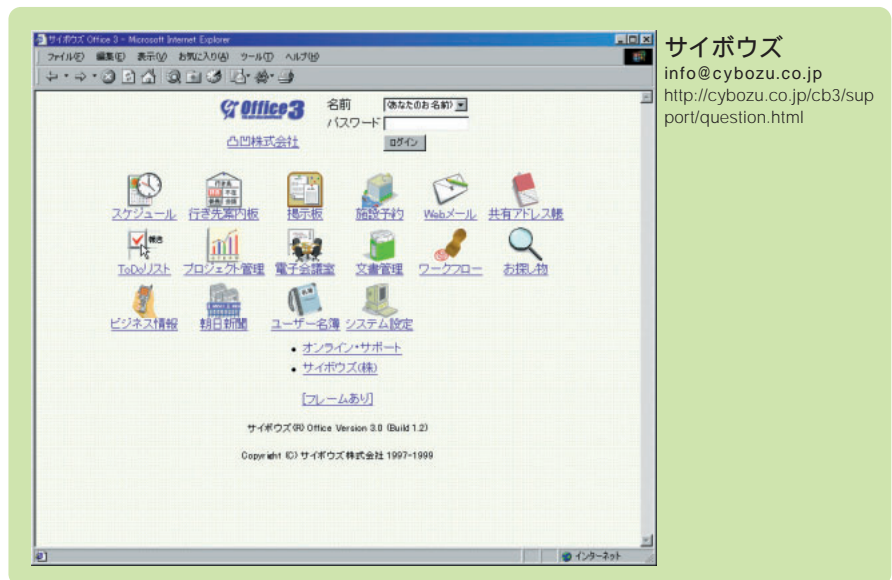 サイボウズ Office 3 - Microsoft Internet Explorer
ファイル(F) 編集(E) 表示(V) お気に入り(A) ツール(T) ヘルプ(H)
Office3
名前 (あなたのお名前)
パスワード
凸凹株式会社 ログイン
スケジュール 行き先案内板 掲示板 施設予約 Webメール 共有アドレス帳
ToDoリスト プロジェクト管理 電子会議室 文書管理 ワークフロー お探し物
ビジネス情報 朝日新聞 ユーザー名簿 システム設定
・オンライン・サポート
・サイボウズ(株)
[フレームあり]
サイボウズ(R) Office Version 3.0 (Build 1.2)
Copyright (C) サイボウズ株式会社 1997-1999
インターネット
サイボウズ
info@cybozu.co.jp
http://cybozu.co.jp/cb3/sup
port/question.html